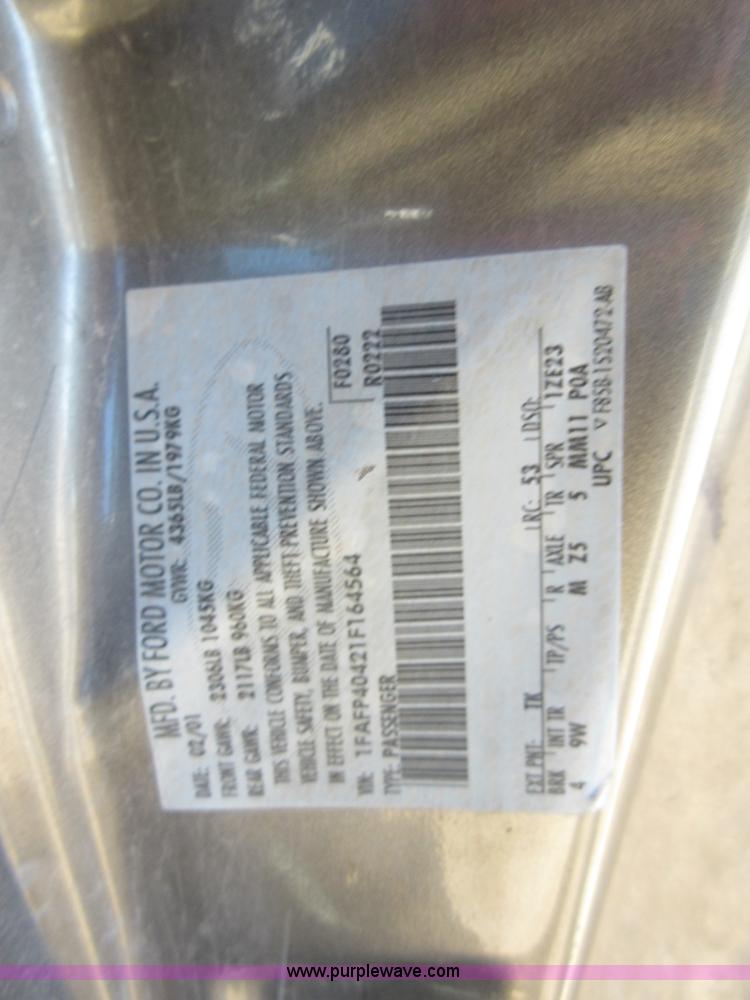 MFD. BY FORD MOTOR CO. IN U.S.A.
DATE: 02/01 GVWR: 4365LB/1979KG
FRONT GAWR: 2306LB 1045KG
REAR GAWR: 2117LB 960KG
THIS VEHICLE CONFORMS TO ALL APPLICABLE FEDERAL MOTOR
VEHICLE SAFETY, BUMPER, AND THEFT PREVENTION STANDARDS
IN EFFECT ON THE DATE OF MANUFACTURE SHOWN ABOVE.
VIN: 1FAFP40421F164564 F0280
TYPE: PASSENGER R0222
EXT PNT: TK RC: 53 DSO:
BRK INT TR TP/PS R AXLE TR SPR 1ZE23
4 9W M Z5 5 MM11 P0A
UPC ▽ F85B-1520472-AB
www.purplewave.com